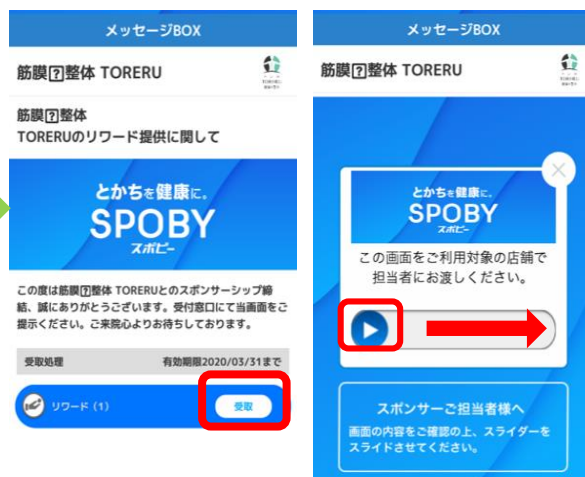 メッセージBOX
筋膜⍰整体 TORERU
筋膜⍰整体
TORERUのリワード提供に関して
とかちを健康に。
SPOBY
スポビー
この度は筋膜⍰整体 TORERUとのスポンサーシップ締
結、誠にありがとうございます。受付窓口にて当画面をご
提示ください。ご来院心よりお待ちしております。
受取処理 有効期限2020/03/31まで
リワード（1） 受取
メッセージBOX
筋膜⍰整体 TORERU
とかちを健康に。
SPOBY
スポビー
この画面をご利用対象の店舗で
担当者にお渡しください。
スポンサーご担当者様へ
画面の内容をご確認の上、スライダーを
スライドさせてください。